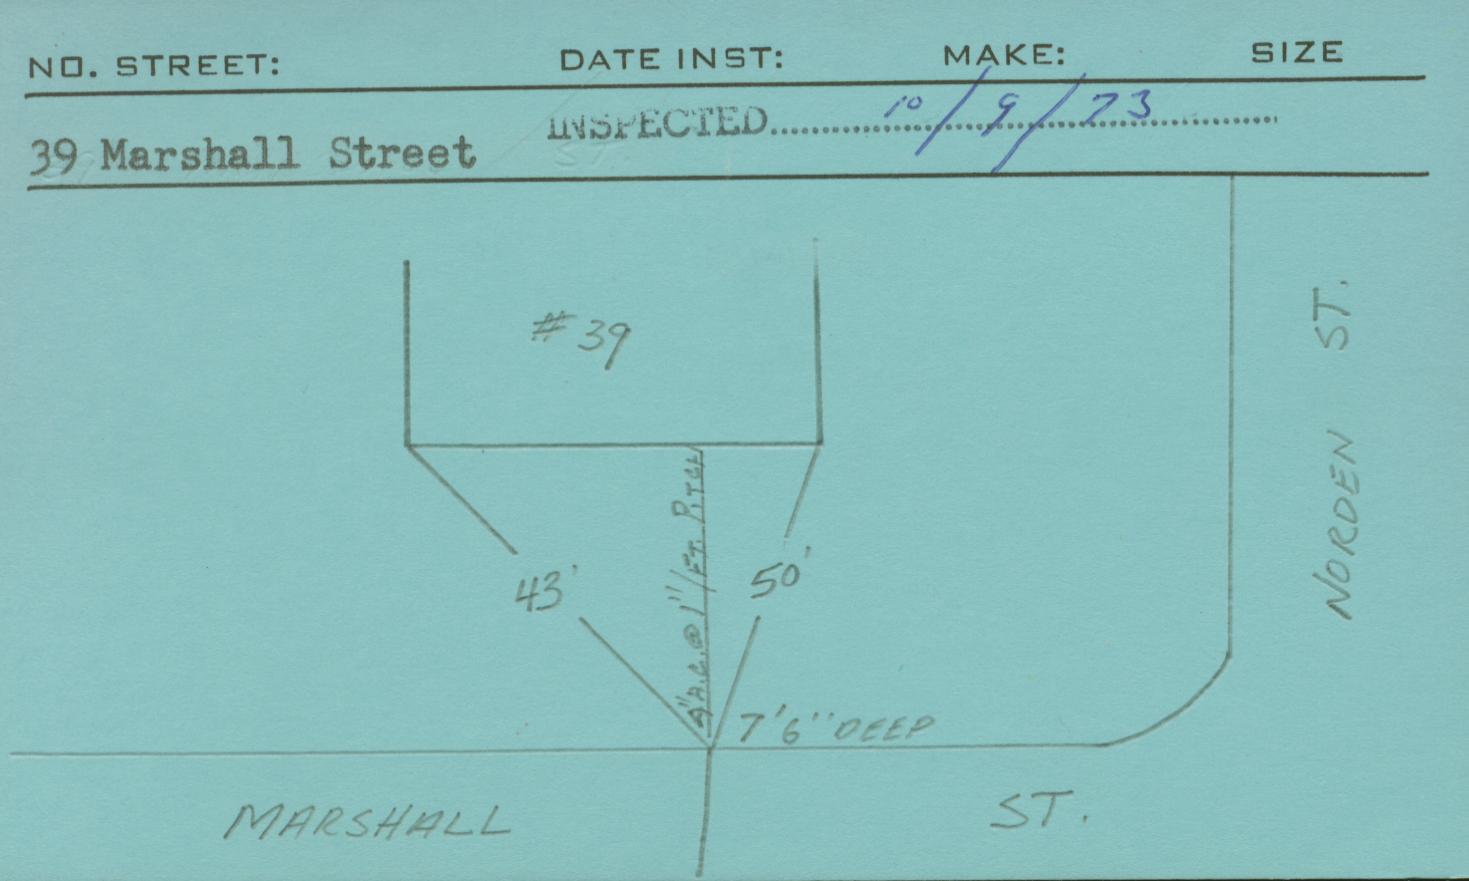 NO. STREET: DATE INST: MAKE: SIZE
INSPECTED 10/9/73
39 Marshall Street
#39
NORDEN ST.
43' 50'
4" A.C. @ 1"/FT. PITCH
7'6" DEEP
MARSHALL ST.